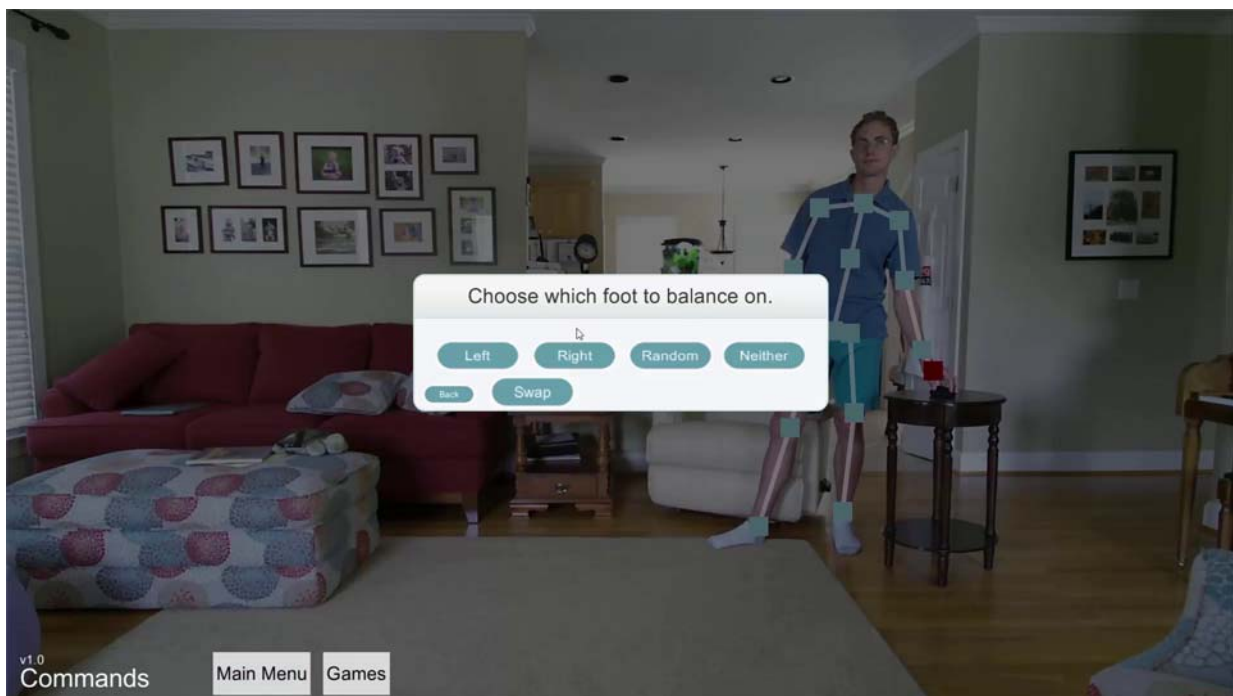 Choose which foot to balance on.
Left Right Random Neither
Back Swap
v1.0
Commands Main Menu Games